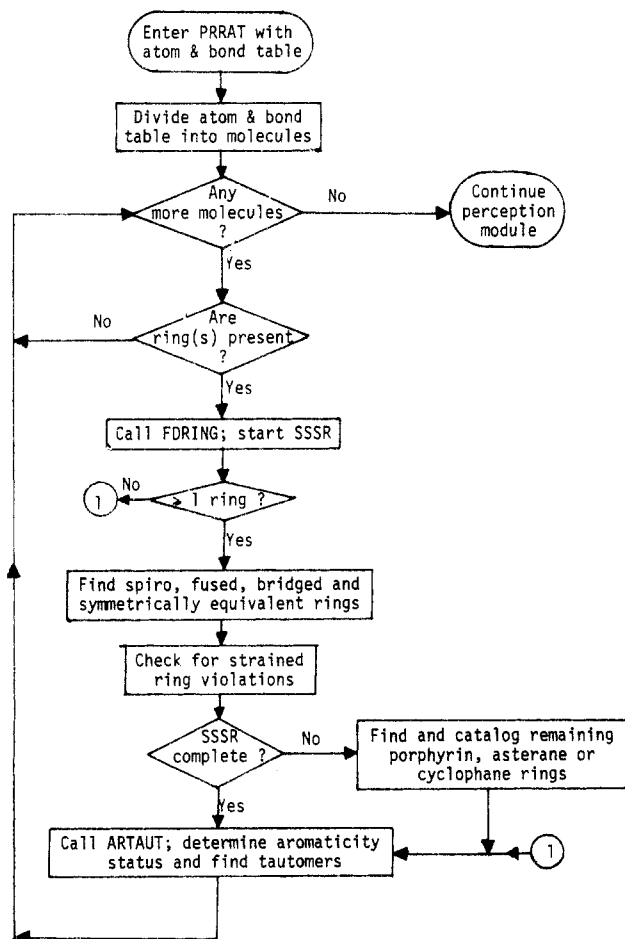 Enter PRRAT with
atom & bond table
Divide atom & bond
table into molecules
Any
more molecules
?
No
Continue
perception
module
Yes
Are
ring(s) present
?
No
Yes
Call FDRING; start SSSR
> 1 ring ?
No
1
Yes
Find spiro, fused, bridged and
symmetrically equivalent rings
Check for strained
ring violations
SSSR
complete ?
No
Find and catalog remaining
porphyrin, asterane or
cyclophane rings
Yes
Call ARTAUT; determine aromaticity
status and find tautomers
1